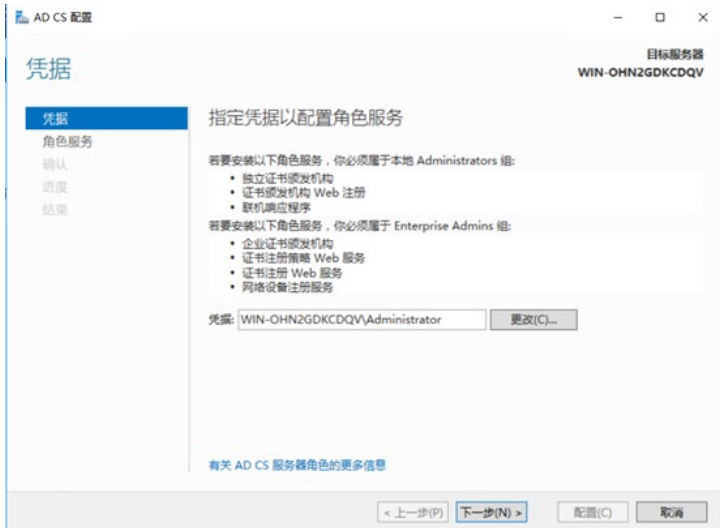 AD CS 配置
目标服务器
WIN-OHN2GDKCDQV
凭据
凭据
角色服务
确认
进度
结果
指定凭据以配置角色服务
若要安装以下角色服务，你必须属于本地 Administrators 组:
• 独立证书颁发机构
• 证书颁发机构 Web 注册
• 联机响应程序
若要安装以下角色服务，你必须属于 Enterprise Admins 组:
• 企业证书颁发机构
• 证书注册策略 Web 服务
• 证书注册 Web 服务
• 网络设备注册服务
凭据: WIN-OHN2GDKCDQV\Administrator 更改(C)...
有关 AD CS 服务器角色的更多信息
< 上一步(P) 下一步(N) > 配置(C) 取消